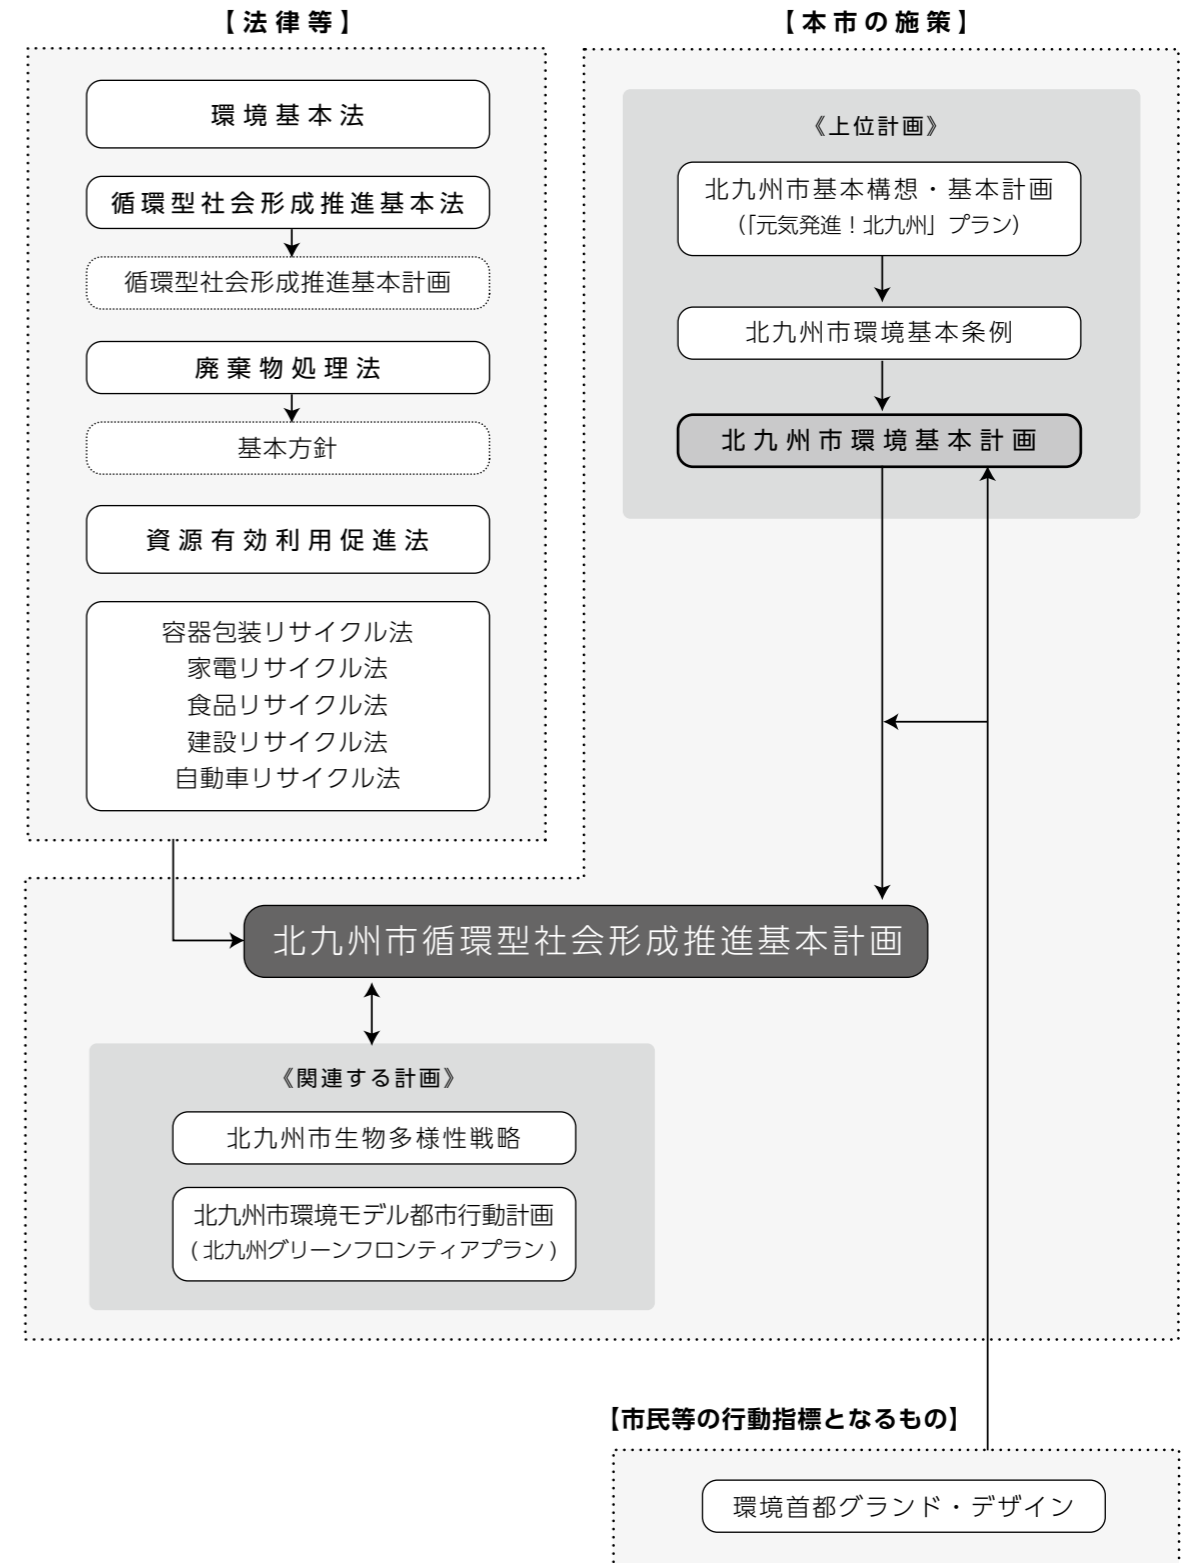 【法律等】
環境基本法
循環型社会形成推進基本法
循環型社会形成推進基本計画
廃棄物処理法
基本方針
資源有効利用促進法
容器包装リサイクル法
家電リサイクル法
食品リサイクル法
建設リサイクル法
自動車リサイクル法
【本市の施策】
《上位計画》
北九州市基本構想・基本計画
(「元気発進!北九州」プラン)
北九州市環境基本条例
北九州市環境基本計画
北九州市循環型社会形成推進基本計画
《関連する計画》
北九州市生物多様性戦略
北九州市環境モデル都市行動計画
(北九州グリーンフロンティアプラン)
【市民等の行動指標となるもの】
環境首都グランド・デザイン